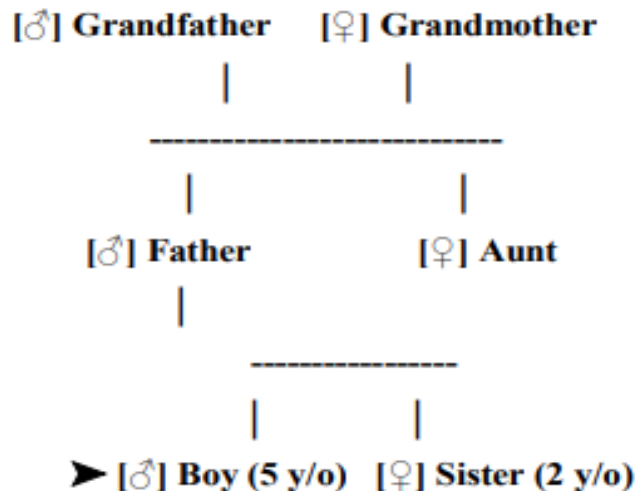 [♂] Grandfather [♀] Grandmother
| |
-----------------------------
| |
[♂] Father [♀] Aunt
|
-----------------
| |
➤ [♂] Boy (5 y/o) [♀] Sister (2 y/o)